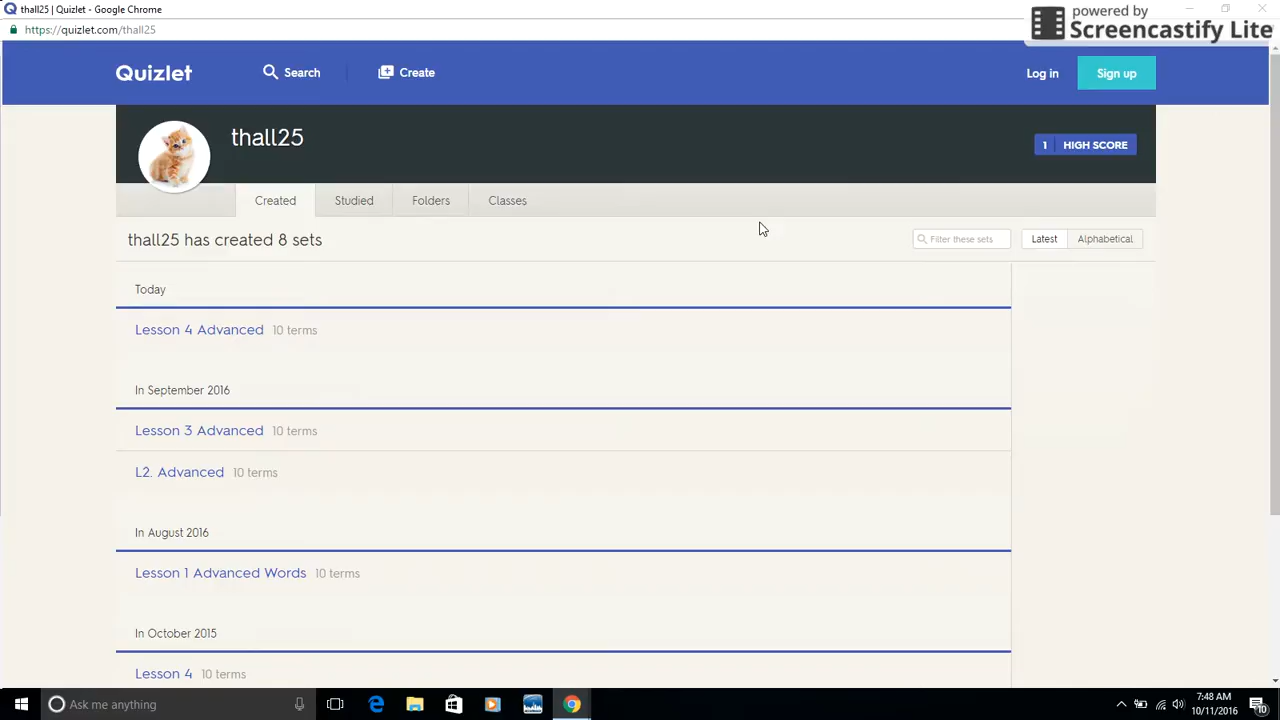 thall25 | Quizlet - Google Chrome
powered by
Screencastify Lite
https://quizlet.com/thall25
Quizlet
Search
Create
Log in
Sign up
thall25
1 HIGH SCORE
Created
Studied
Folders
Classes
thall25 has created 8 sets
Filter these sets
Latest
Alphabetical
Today
Lesson 4 Advanced 10 terms
In September 2016
Lesson 3 Advanced 10 terms
L2. Advanced 10 terms
In August 2016
Lesson 1 Advanced Words 10 terms
In October 2015
Lesson 4 10 terms
Ask me anything
7:48 AM
10/11/2016
10